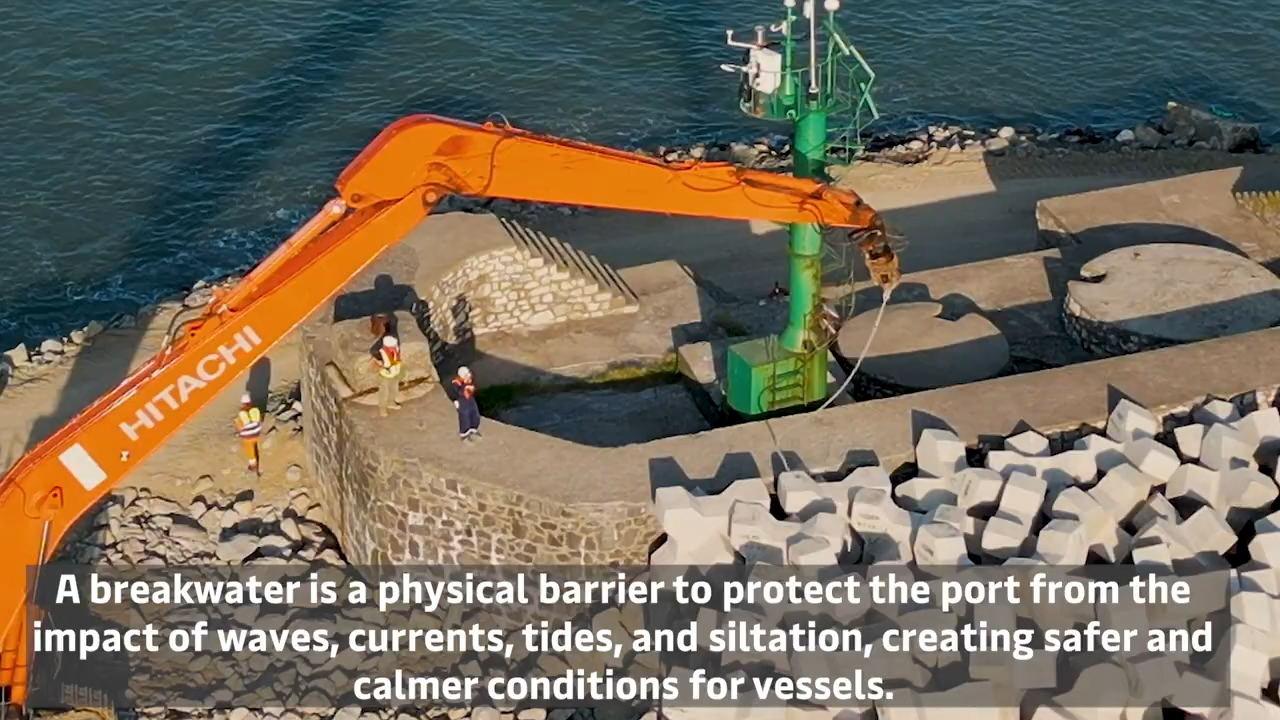 HITACHI
A breakwater is a physical barrier to protect the port from the
impact of waves, currents, tides, and siltation, creating safer and
calmer conditions for vessels.